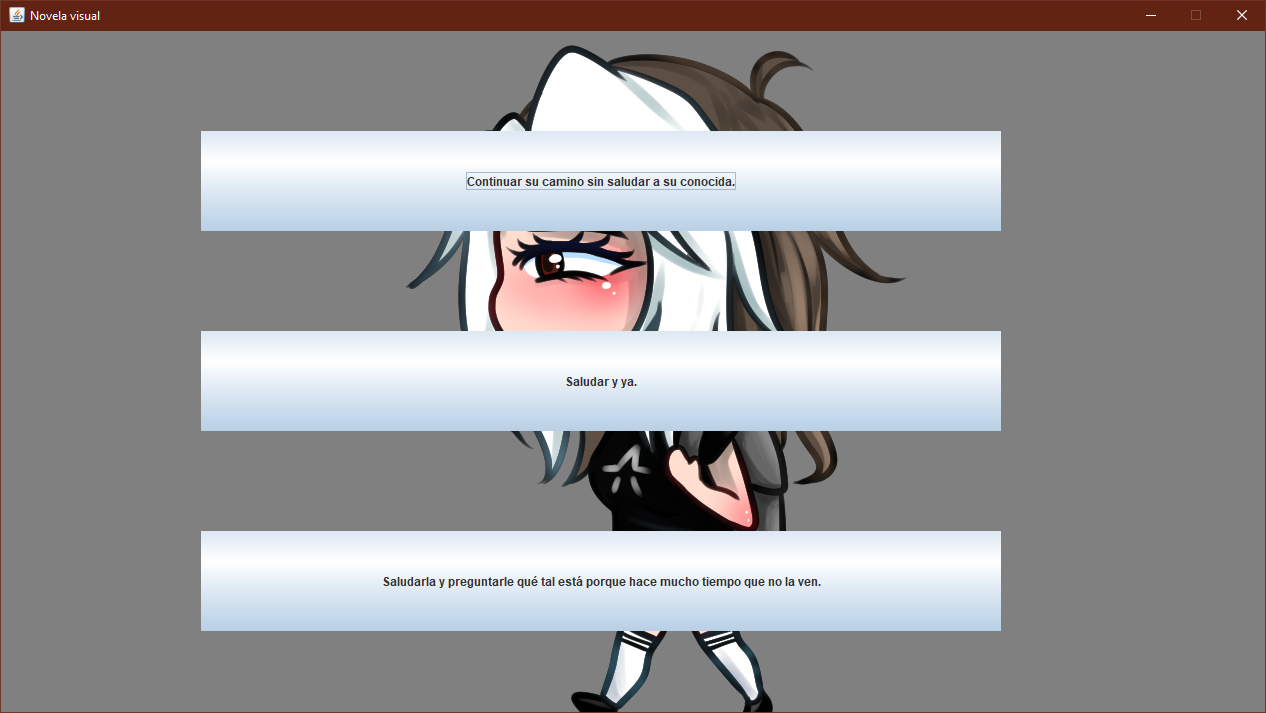 Novela visual
Continuar su camino sin saludar a su conocida.
Saludar y ya.
Saludarla y preguntarle qué tal está porque hace mucho tiempo que no la ven.